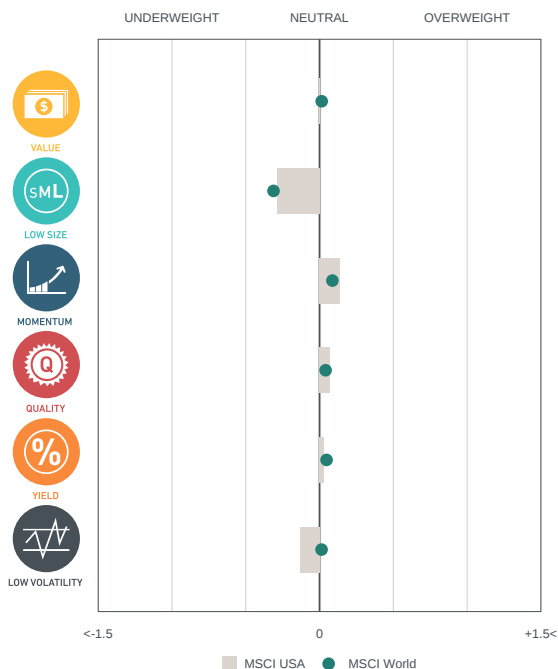 UNDERWEIGHT NEUTRAL OVERWEIGHT
$
VALUE
SML
LOW SIZE
MOMENTUM
Q
QUALITY
%
YIELD
LOW VOLATILITY
<-1.5 0 +1.5<
MSCI USA MSCI World